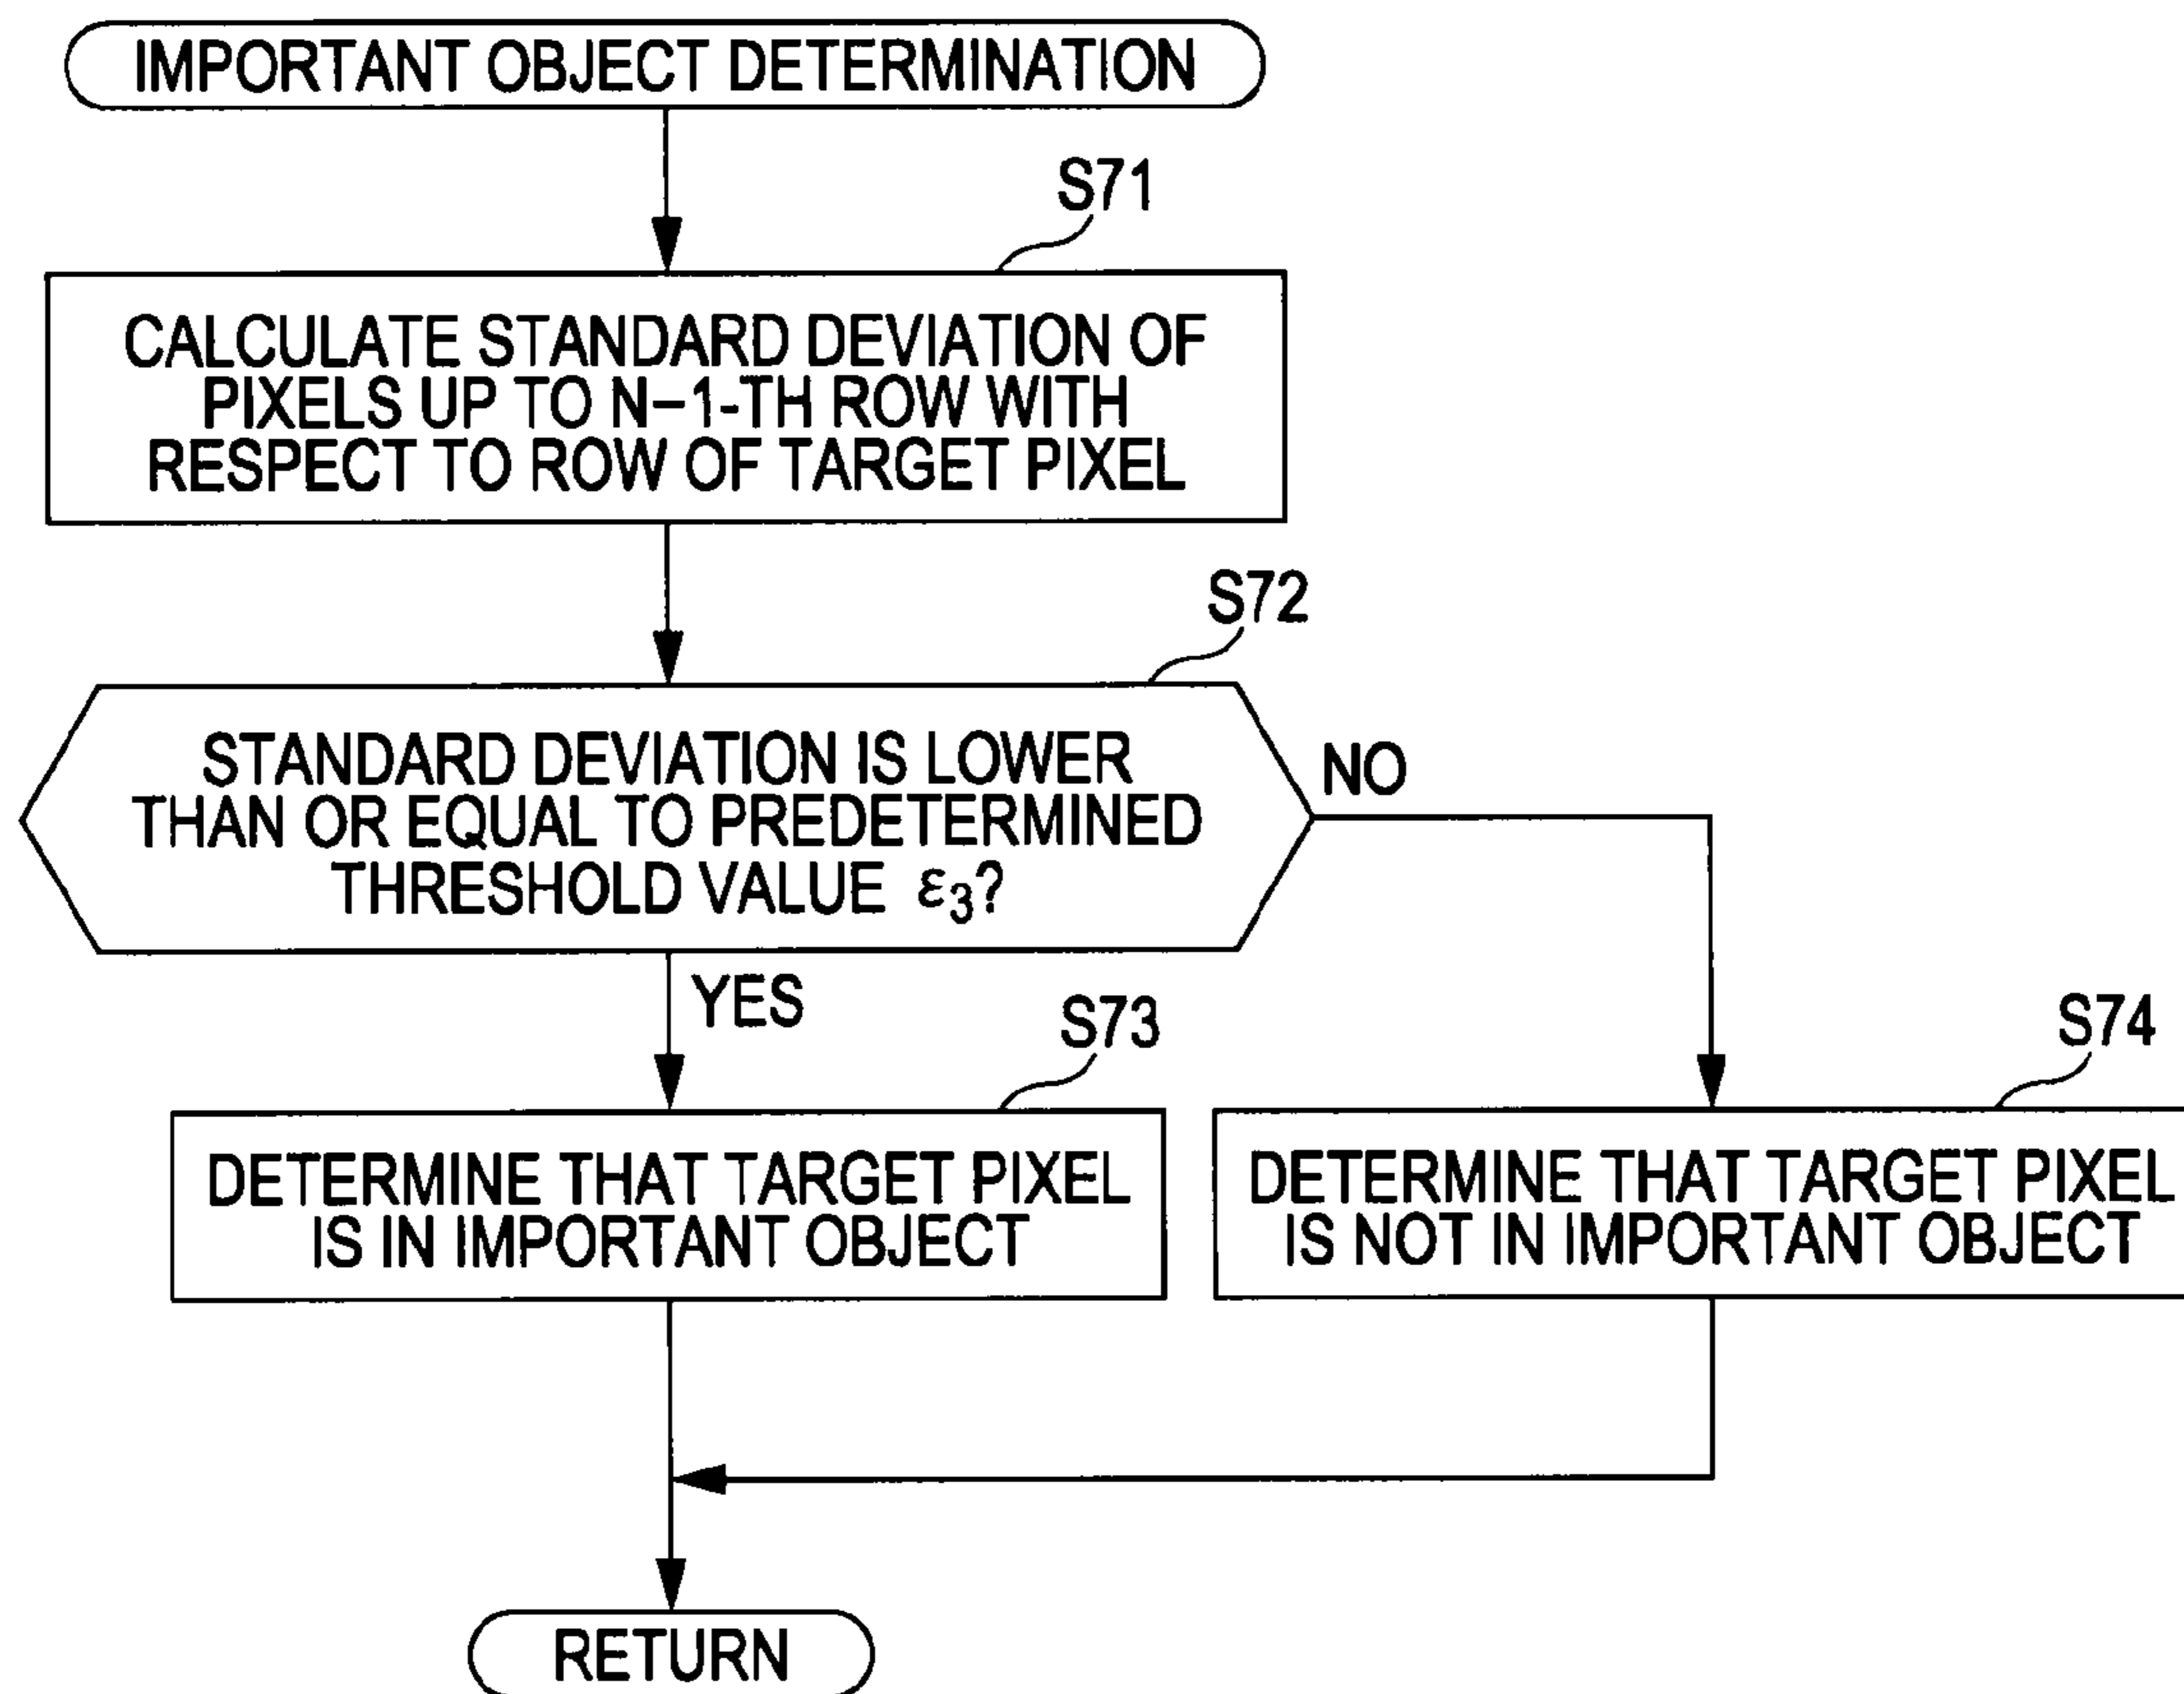 IMPORTANT OBJECT DETERMINATION
S71
CALCULATE STANDARD DEVIATION OF
PIXELS UP TO N−1-TH ROW WITH
RESPECT TO ROW OF TARGET PIXEL
S72
STANDARD DEVIATION IS LOWER
THAN OR EQUAL TO PREDETERMINED
THRESHOLD VALUE ε3?
NO
YES
S73
DETERMINE THAT TARGET PIXEL
IS IN IMPORTANT OBJECT
S74
DETERMINE THAT TARGET PIXEL
IS NOT IN IMPORTANT OBJECT
RETURN